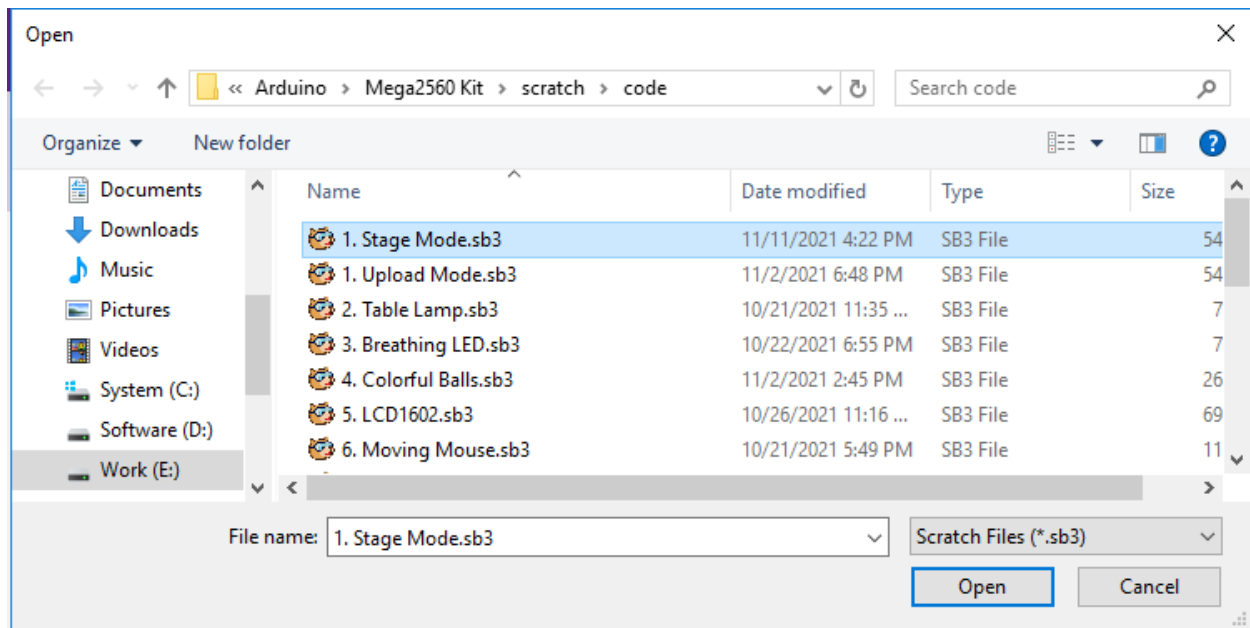 Open
« Arduino > Mega2560 Kit > scratch > code
Search code
Organize
New folder
Documents
Downloads
Music
Pictures
Videos
System (C:)
Software (D:)
Work (E:)
Name Date modified Type Size
1. Stage Mode.sb3 11/11/2021 4:22 PM SB3 File 54
1. Upload Mode.sb3 11/2/2021 6:48 PM SB3 File 54
2. Table Lamp.sb3 10/21/2021 11:35 ... SB3 File 7
3. Breathing LED.sb3 10/22/2021 6:55 PM SB3 File 7
4. Colorful Balls.sb3 11/2/2021 2:45 PM SB3 File 26
5. LCD1602.sb3 10/26/2021 11:16 ... SB3 File 69
6. Moving Mouse.sb3 10/21/2021 5:49 PM SB3 File 11
File name: 1. Stage Mode.sb3
Scratch Files (*.sb3)
Open
Cancel